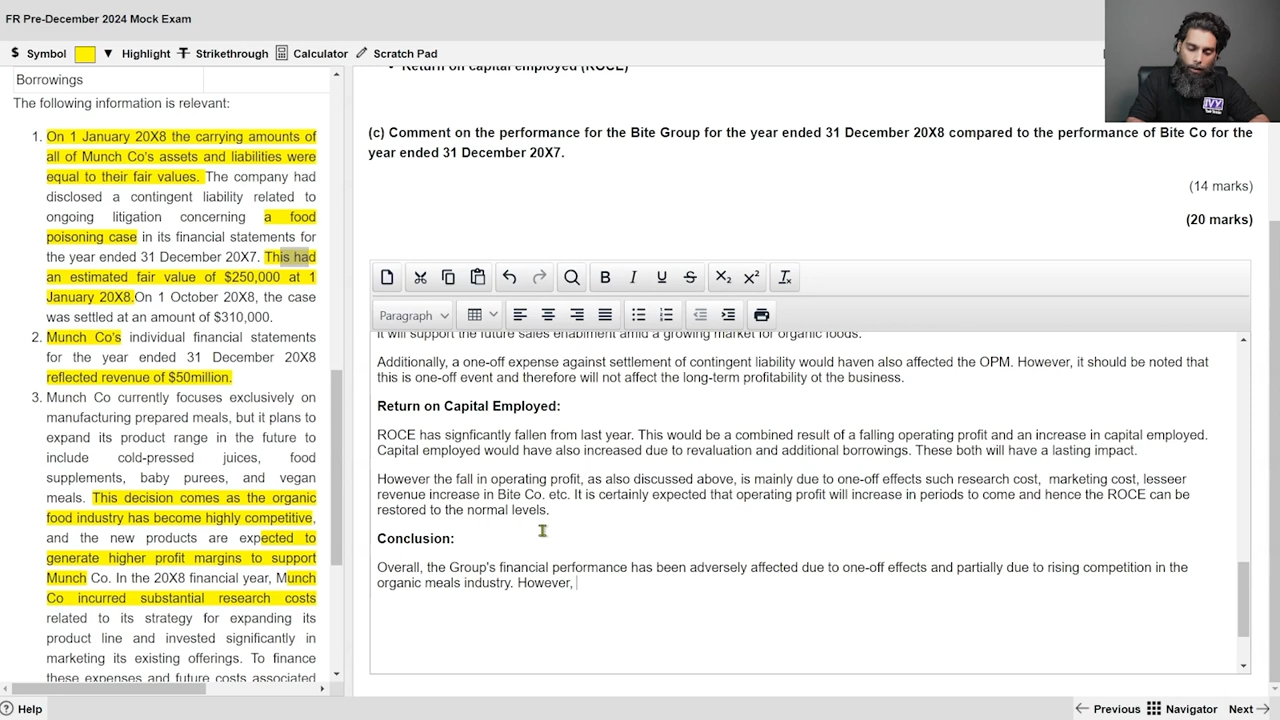 FR Pre-December 2024 Mock Exam
$ Symbol Highlight Strikethrough Calculator Scratch Pad
IVY
Borrowings
The following information is relevant:
1. On 1 January 20X8 the carrying amounts of
all of Munch Co's assets and liabilities were
equal to their fair values. The company had
disclosed a contingent liability related to
ongoing litigation concerning a food
poisoning case in its financial statements for
the year ended 31 December 20X7. This had
an estimated fair value of $250,000 at 1
January 20X8.On 1 October 20X8, the case
was settled at an amount of $310,000.
2. Munch Co's individual financial statements
for the year ended 31 December 20X8
reflected revenue of $50million.
3. Munch Co currently focuses exclusively on
manufacturing prepared meals, but it plans to
expand its product range in the future to
include cold-pressed juices, food
supplements, baby purees, and vegan
meals. This decision comes as the organic
food industry has become highly competitive,
and the new products are expected to
generate higher profit margins to support
Munch Co. In the 20X8 financial year, Munch
Co incurred substantial research costs
related to its strategy for expanding its
product line and invested significantly in
marketing its existing offerings. To finance
these expenses and future costs associated
• Return on capital employed (ROCE)
(c) Comment on the performance for the Bite Group for the year ended 31 December 20X8 compared to the performance of Bite Co for the
year ended 31 December 20X7.
(14 marks)
(20 marks)
Paragraph
it will support the future sales enablment amid a growing market for organic foods.
Additionally, a one-off expense against settlement of contingent liability would haven also affected the OPM. However, it should be noted that
this is one-off event and therefore will not affect the long-term profitability ot the business.
Return on Capital Employed:
ROCE has signficantly fallen from last year. This would be a combined result of a falling operating profit and an increase in capital employed.
Capital employed would have also increased due to revaluation and additional borrowings. These both will have a lasting impact.
However the fall in operating profit, as also discussed above, is mainly due to one-off effects such research cost, marketing cost, lesseer
revenue increase in Bite Co. etc. It is certainly expected that operating profit will increase in periods to come and hence the ROCE can be
restored to the normal levels.
Conclusion:
Overall, the Group's financial performance has been adversely affected due to one-off effects and partially due to rising competition in the
organic meals industry. However,
Help
Previous Navigator Next